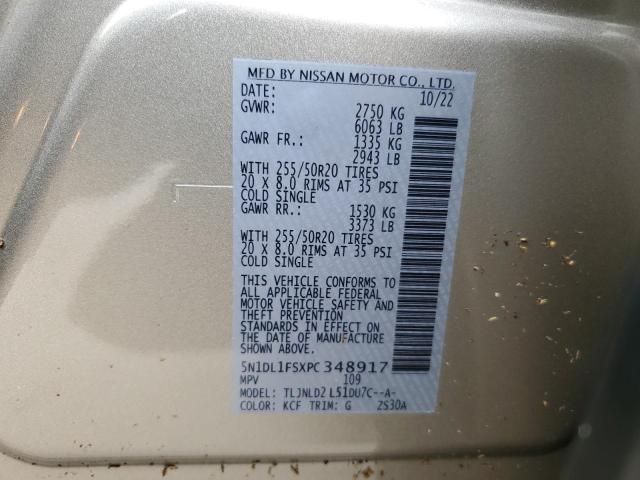 MFD BY NISSAN MOTOR CO., LTD.
DATE: 10/22
GVWR: 2750 KG
6063 LB
GAWR FR.: 1335 KG
2943 LB
WITH 255/50R20 TIRES
20 X 8.0 RIMS AT 35 PSI
COLD SINGLE
GAWR RR.: 1530 KG
3373 LB
WITH 255/50R20 TIRES
20 X 8.0 RIMS AT 35 PSI
COLD SINGLE
THIS VEHICLE CONFORMS TO
ALL APPLICABLE FEDERAL
MOTOR VEHICLE SAFETY AND
THEFT PREVENTION
STANDARDS IN EFFECT ON
THE DATE OF MANUFACTURE
SHOWN ABOVE.
5N1DL1FSXPC348917
MPV 109
MODEL: TLJNLD2 L51DU7C--A-
COLOR: KCF TRIM: G 2S30A